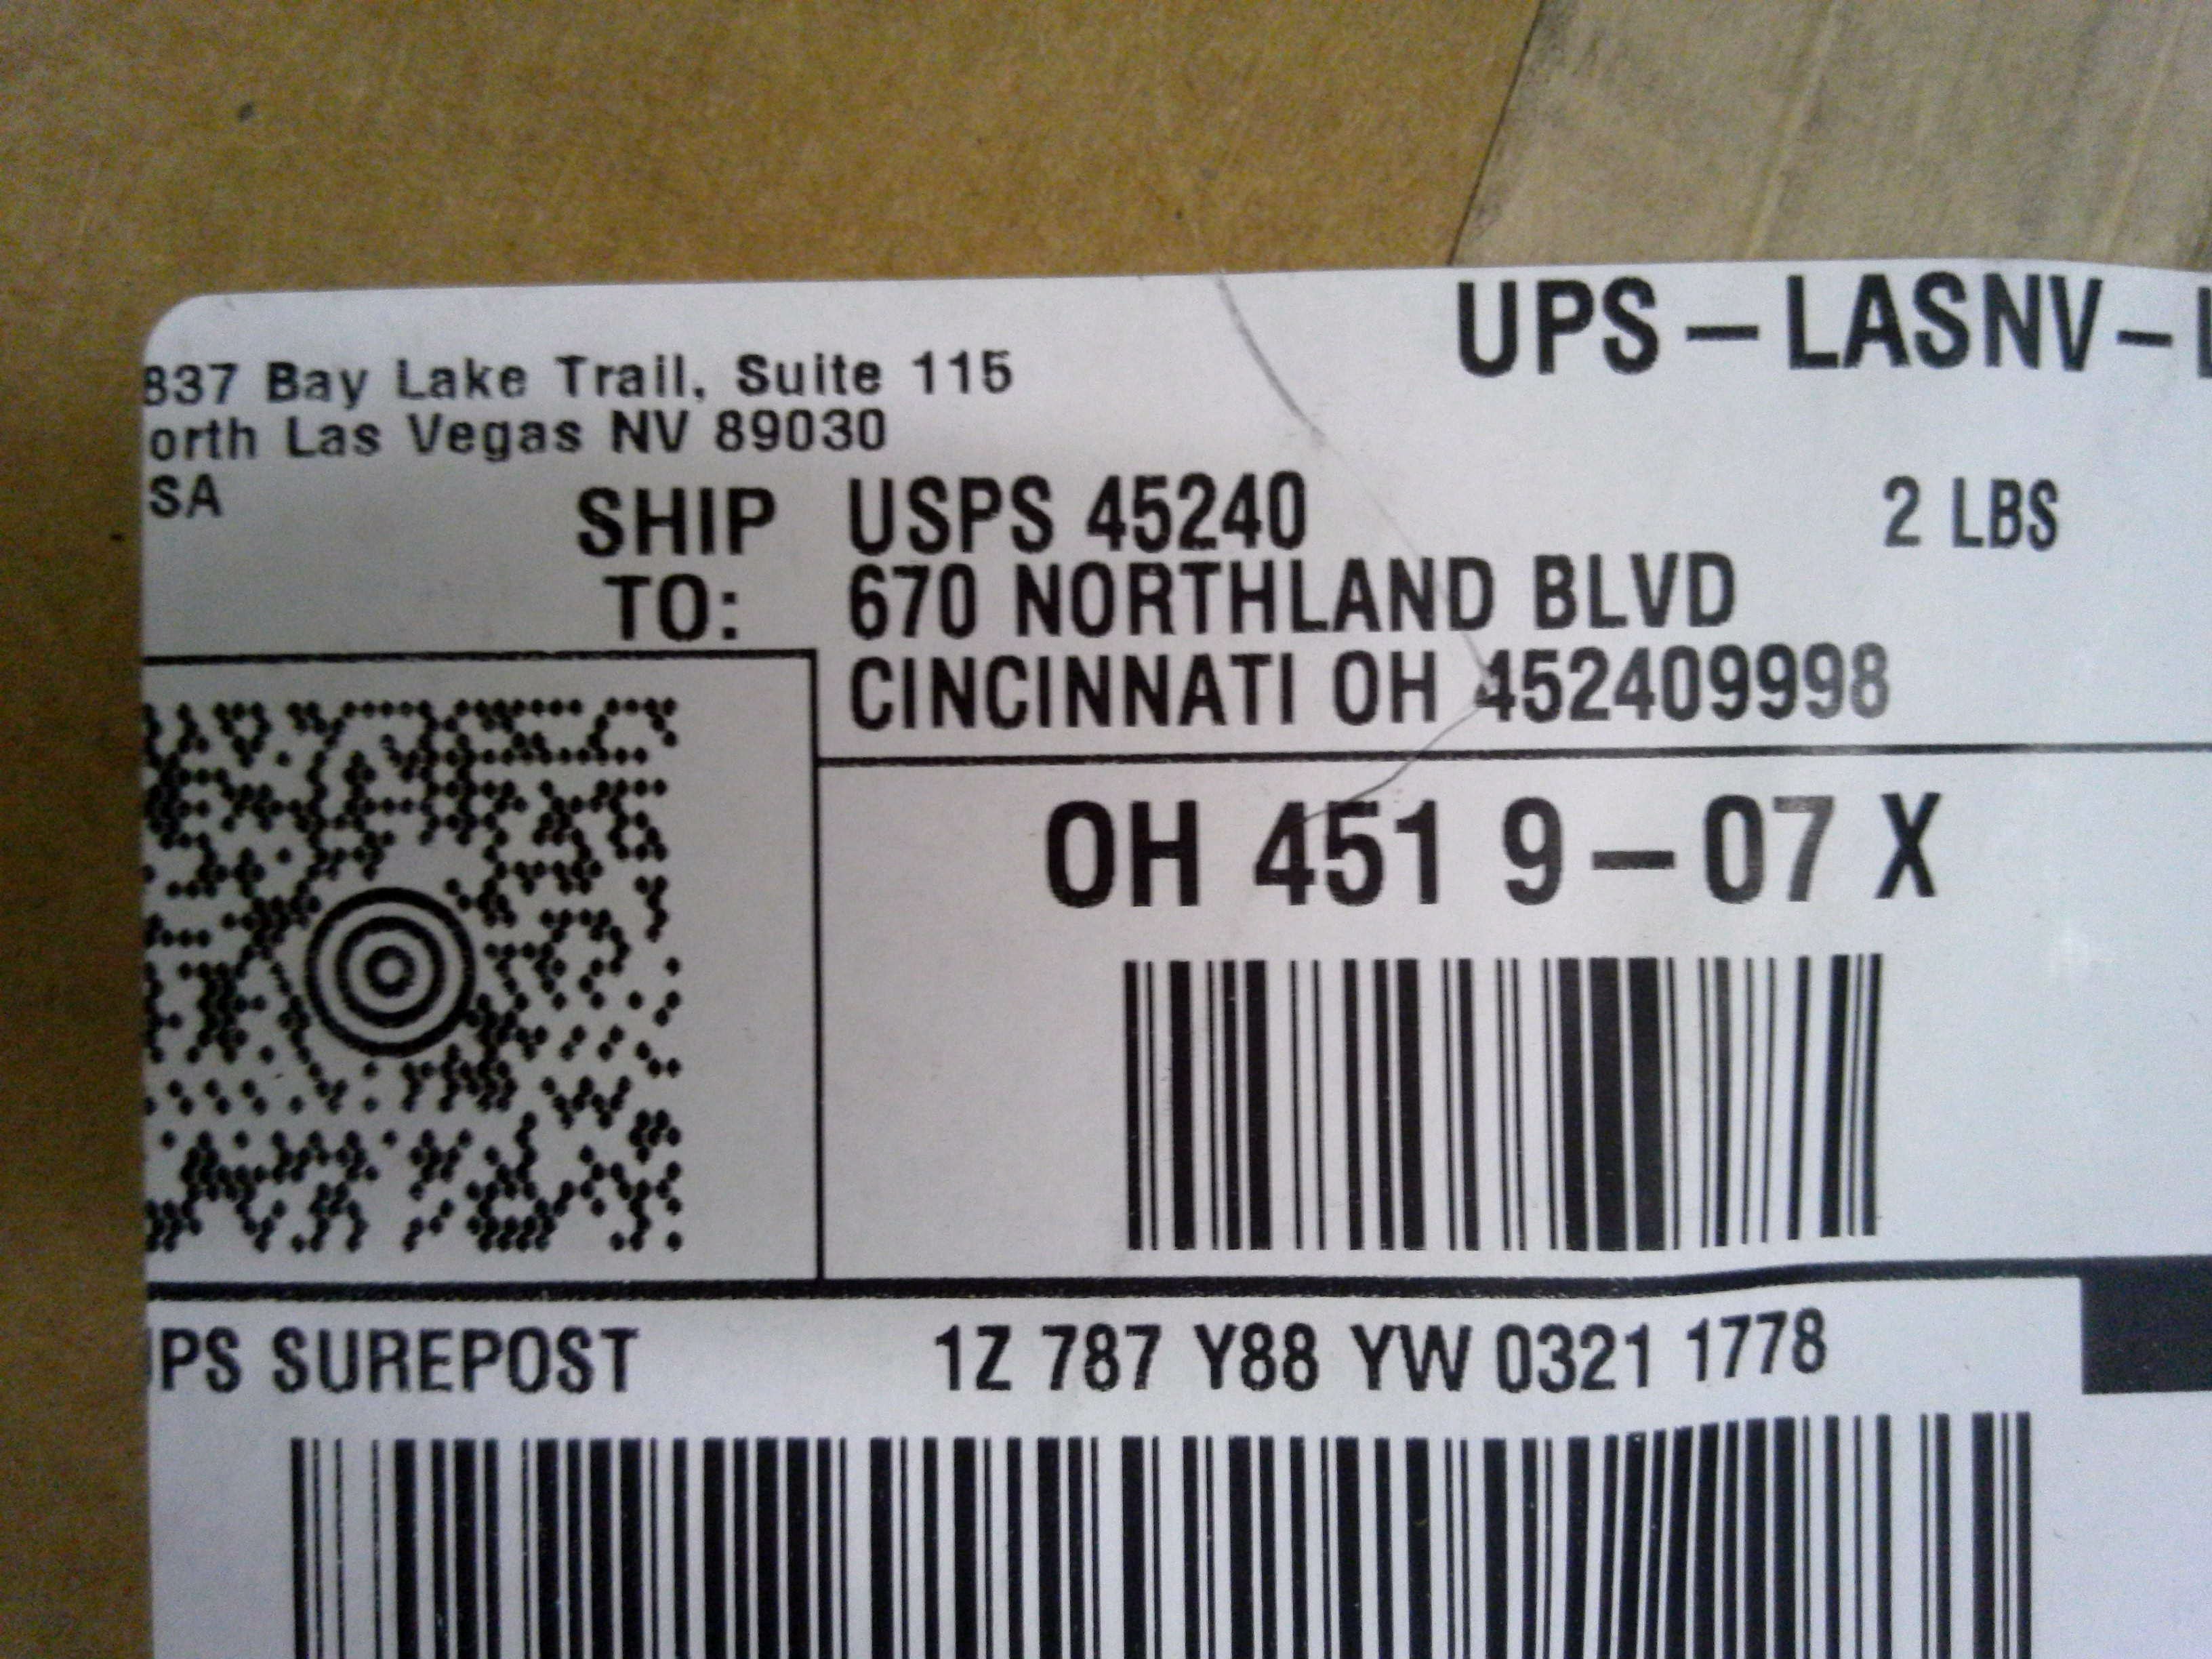 837 Bay Lake Trail, Suite 115
orth Las Vegas NV 89030
SA
UPS - LASNV-
2 LBS
SHIP TO:
USPS 45240
670 NORTHLAND BLVD
CINCINNATI OH 452409998
OH 451 9-07 X
PS SUREPOST
1Z 787 Y88 YW 0321 1778